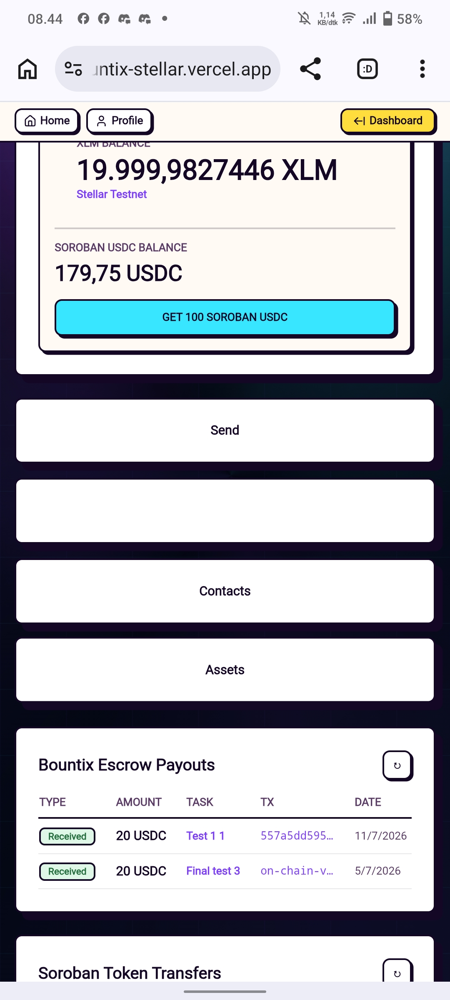 08.44
1,14
KB/dtk
58%
ntix-stellar.vercel.app
:D
Home
Profile
Dashboard
XLM BALANCE
19.999,9827446 XLM
Stellar Testnet
SOROBAN USDC BALANCE
179,75 USDC
GET 100 SOROBAN USDC
Send
Contacts
Assets
Bountix Escrow Payouts
↻
TYPE AMOUNT TASK TX DATE
Received 20 USDC Test 1 1 557a5dd595… 11/7/2026
Received 20 USDC Final test 3 on-chain-v… 5/7/2026
Soroban Token Transfers
↻